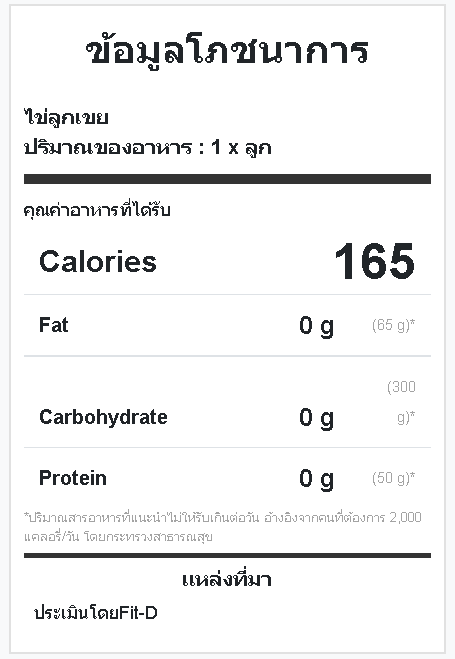 ข้อมูลโภชนาการ
ไข่ลูกเขย
ปริมาณของอาหาร : 1 x ลูก
คุณค่าอาหารที่ได้รับ
Calories 165
Fat 0 g (65 g)*
Carbohydrate 0 g (300 g)*
Protein 0 g (50 g)*
*ปริมาณสารอาหารที่แนะนำไม่ให้รับเกินต่อวัน อ้างอิงจากคนที่ต้องการ 2,000
แคลอรี่/วัน โดยกระทรวงสาธารณสุข
แหล่งที่มา
ประเมินโดยFit-D